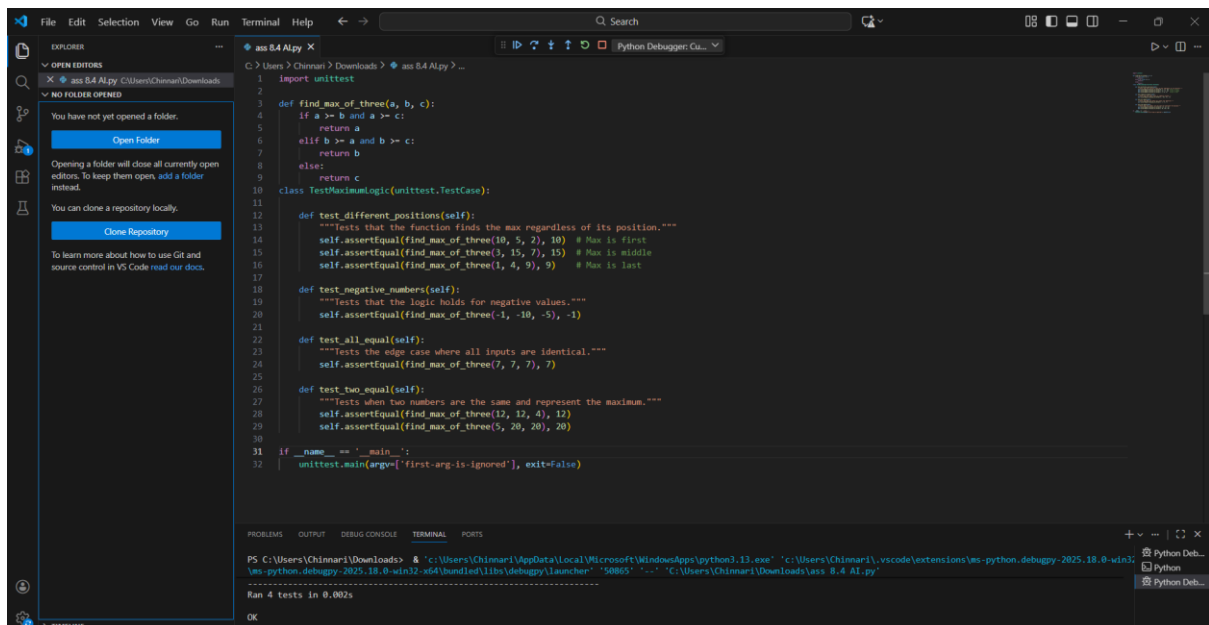 File Edit Selection View Go Run Terminal Help
Search
EXPLORER
OPEN EDITORS
ass 8.4 AI.py C:\Users\Chinnari\Downloads
NO FOLDER OPENED
You have not yet opened a folder.
Open Folder
Opening a folder will close all currently open
editors. To keep them open, add a folder
instead.
You can clone a repository locally.
Clone Repository
To learn more about how to use Git and
source control in VS Code read our docs.
ass 8.4 AI.py
Python Debugger: Cu...
C: > Users > Chinnari > Downloads > ass 8.4 AI.py > ...
1 import unittest
2
3 def find_max_of_three(a, b, c):
4     if a >= b and a >= c:
5         return a
6     elif b >= a and b >= c:
7         return b
8     else:
9         return c
10 class TestMaximumLogic(unittest.TestCase):
11
12     def test_different_positions(self):
13         """Tests that the function finds the max regardless of its position."""
14         self.assertEqual(find_max_of_three(10, 5, 2), 10)  # Max is first
15         self.assertEqual(find_max_of_three(3, 15, 7), 15)  # Max is middle
16         self.assertEqual(find_max_of_three(1, 4, 9), 9)    # Max is last
17
18     def test_negative_numbers(self):
19         """Tests that the logic holds for negative values."""
20         self.assertEqual(find_max_of_three(-1, -10, -5), -1)
21
22     def test_all_equal(self):
23         """Tests the edge case where all inputs are identical."""
24         self.assertEqual(find_max_of_three(7, 7, 7), 7)
25
26     def test_two_equal(self):
27         """Tests when two numbers are the same and represent the maximum."""
28         self.assertEqual(find_max_of_three(12, 12, 4), 12)
29         self.assertEqual(find_max_of_three(5, 20, 20), 20)
30
31 if __name__ == '__main__':
32     unittest.main(argv=['first-arg-is-ignored'], exit=False)
PROBLEMS OUTPUT DEBUG CONSOLE TERMINAL PORTS
PS C:\Users\Chinnari\Downloads> & 'c:\Users\Chinnari\AppData\Local\Microsoft\WindowsApps\python3.13.exe' 'c:\Users\Chinnari\.vscode\extensions\ms-python.debugpy-2025.18.0-win32
\ms-python.debugpy-2025.18.0-win32-x64\bundled\libs\debugpy\launcher' '50865' '--' 'C:\Users\Chinnari\Downloads\ass 8.4 AI.py'
----------------------------------------------------------------------
Ran 4 tests in 0.002s
OK
Python Deb...
Python
Python Deb...